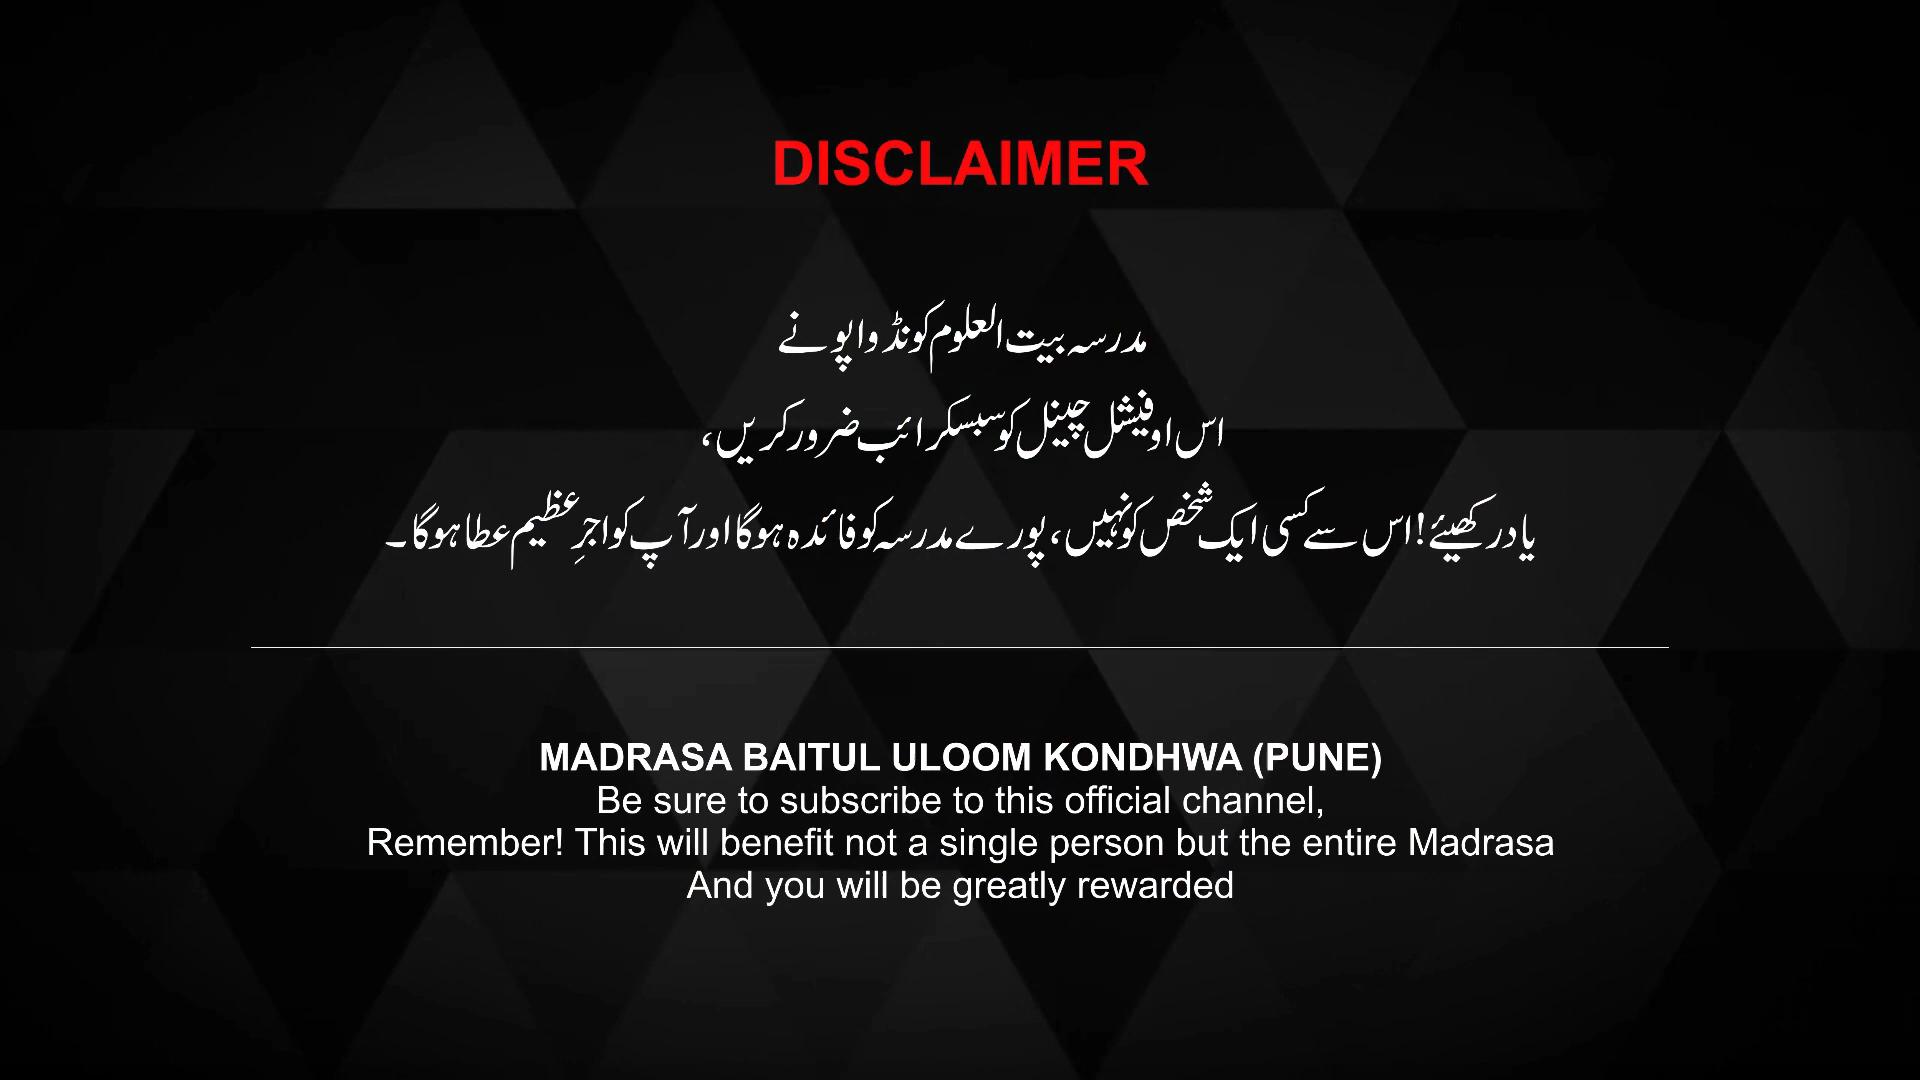 DISCLAIMER
مدرسہ بیت العلوم کونڈوا پونے
اس اوفیشل چینل کو سبسکرائب ضرور کریں،
یاد رکھیئے! اس سے کسی ایک شخص کو نہیں، پورے مدرسہ کو فائدہ ہوگا اور آپ کو اجرِ عظیم عطا ہوگا۔
MADRASA BAITUL ULOOM KONDHWA (PUNE)
Be sure to subscribe to this official channel,
Remember! This will benefit not a single person but the entire Madrasa
And you will be greatly rewarded